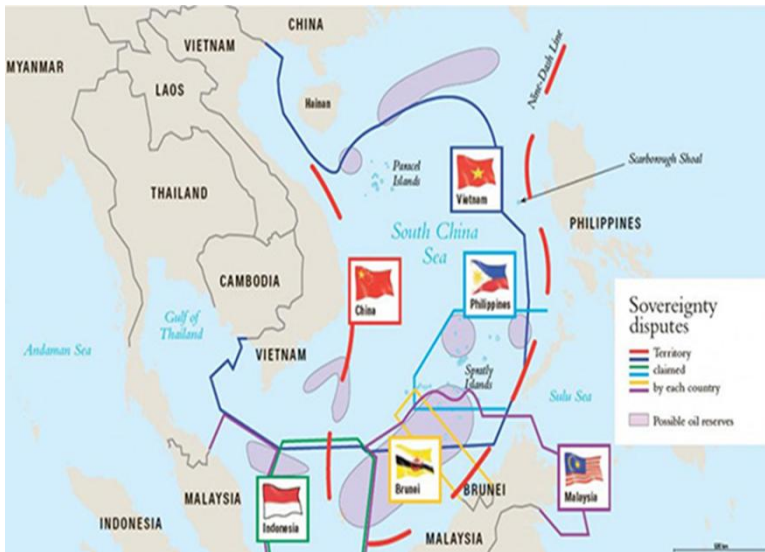 CHINA
VIETNAM
MYANMAR
LAOS
Hainan
Nine-Dash Line
Paracel
Islands
Vietnam
Scarborough Shoal
THAILAND
PHILIPPINES
South China
Sea
CAMBODIA
China
Philippines
Gulf of
Thailand
Andaman Sea
VIETNAM
Spratly
Islands
Sulu Sea
Sovereignty
disputes
Territory
claimed
by each country
Possible oil reserves
MALAYSIA
Indonesia
Brunei
BRUNEI
Malaysia
INDONESIA
MALAYSIA